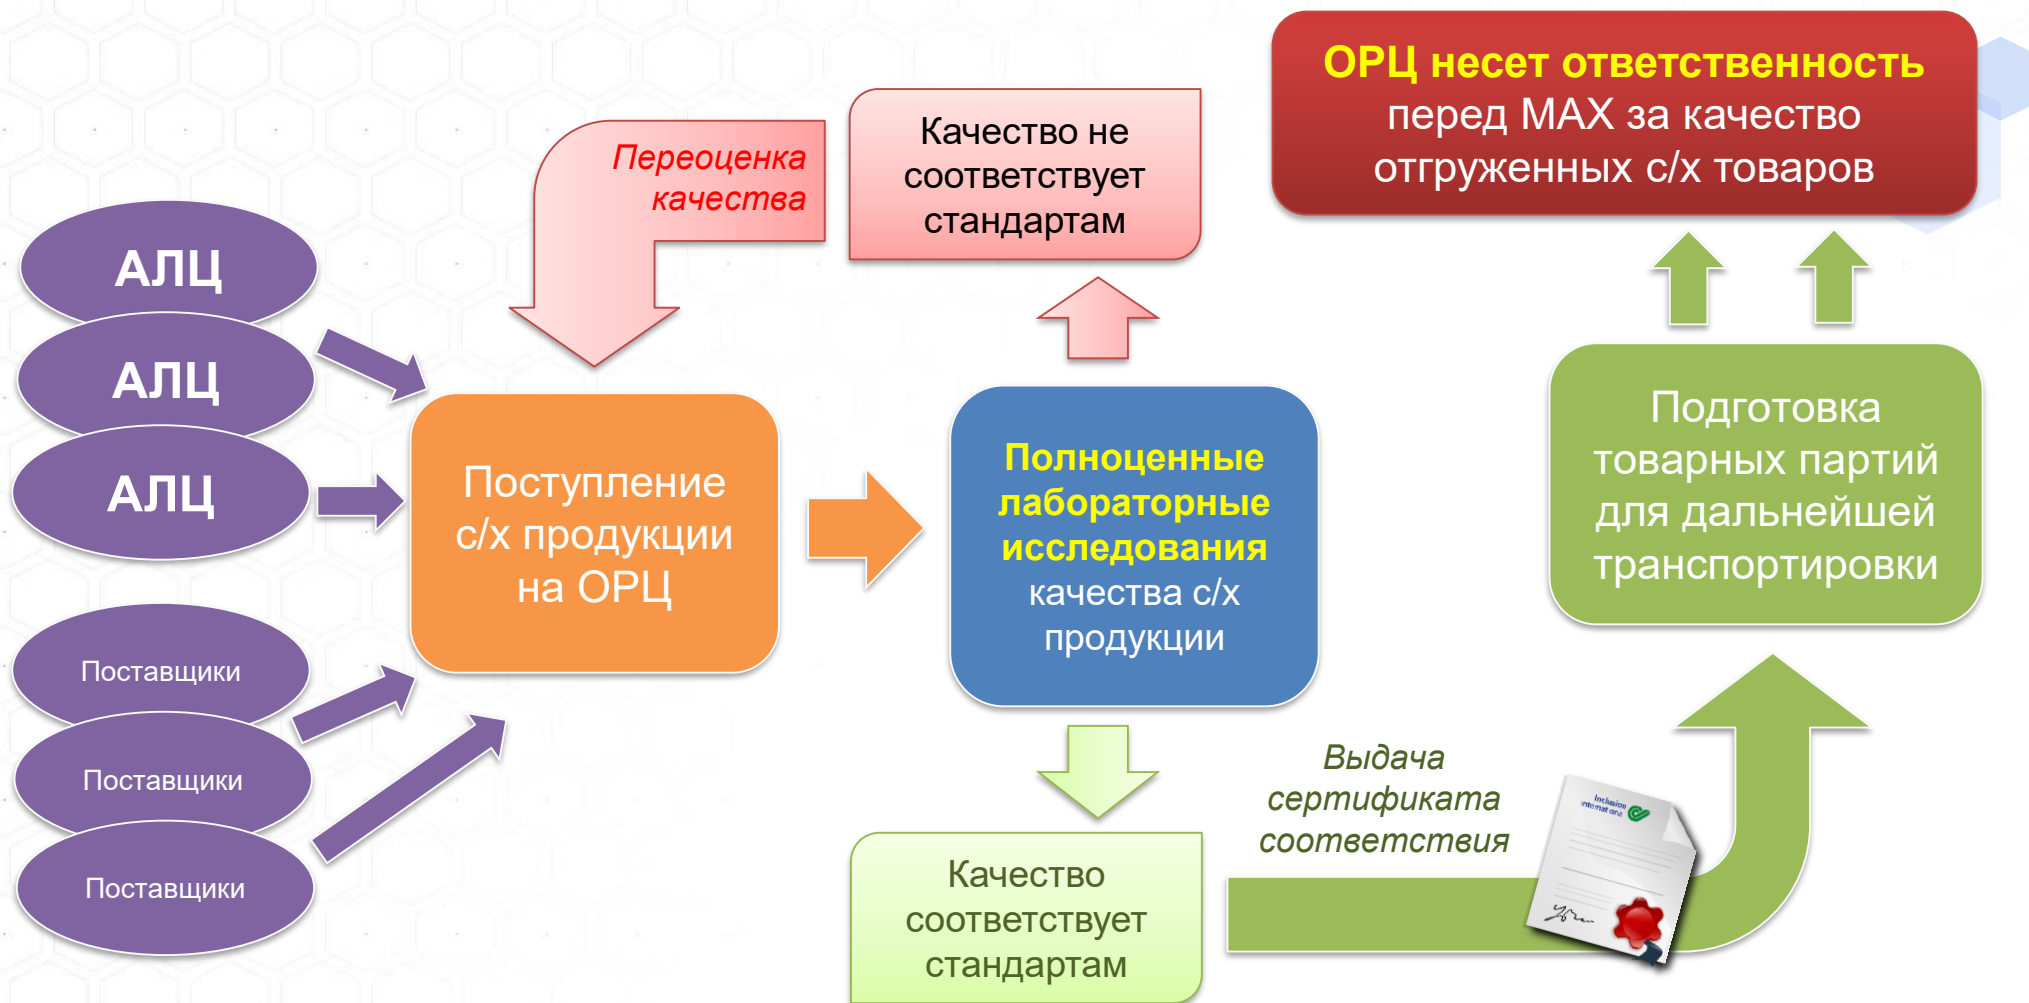 АЛЦ
АЛЦ
АЛЦ
Поставщики
Поставщики
Поставщики
Поступление
с/х продукции
на ОРЦ
Переоценка
качества
Качество не
соответствует
стандартам
Полноценные
лабораторные
исследования
качества с/х
продукции
Качество
соответствует
стандартам
Выдача
сертификата
соответствия
Inclusion
Подготовка
товарных партий
для дальнейшей
транспортировки
ОРЦ несет ответственность
перед МАХ за качество
отгруженных с/х товаров